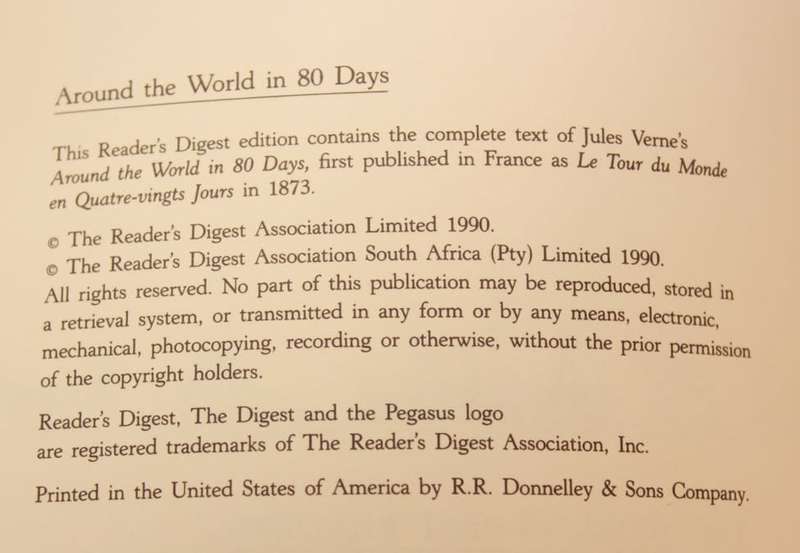 Around the World in 80 Days
This Reader's Digest edition contains the complete text of Jules Verne's
Around the World in 80 Days, first published in France as Le Tour du Monde
en Quatre-vingts Jours in 1873.
© The Reader's Digest Association Limited 1990.
© The Reader's Digest Association South Africa (Pty) Limited 1990.
All rights reserved. No part of this publication may be reproduced, stored in
a retrieval system, or transmitted in any form or by any means, electronic,
mechanical, photocopying, recording or otherwise, without the prior permission
of the copyright holders.
Reader's Digest, The Digest and the Pegasus logo
are registered trademarks of The Reader's Digest Association, Inc.
Printed in the United States of America by R.R. Donnelley & Sons Company.